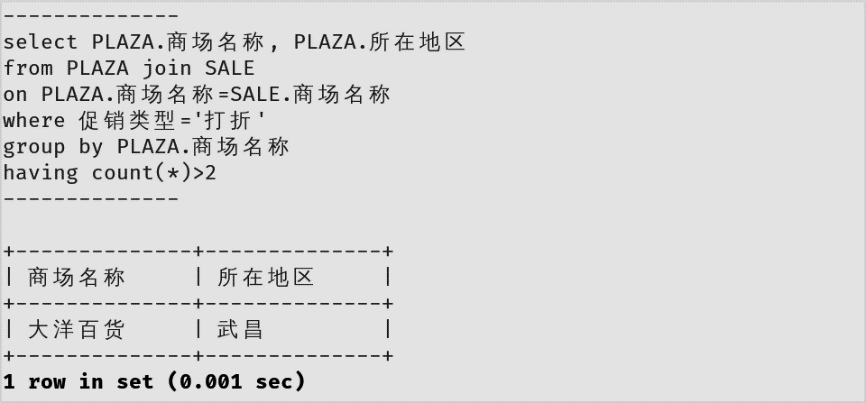 --------------
select PLAZA.商场名称, PLAZA.所在地区
from PLAZA join SALE
on PLAZA.商场名称=SALE.商场名称
where 促销类型='打折'
group by PLAZA.商场名称
having count(*)>2
--------------
+--------------+--------------+
| 商场名称 | 所在地区 |
+--------------+--------------+
| 大洋百货 | 武昌 |
+--------------+--------------+
1 row in set (0.001 sec)